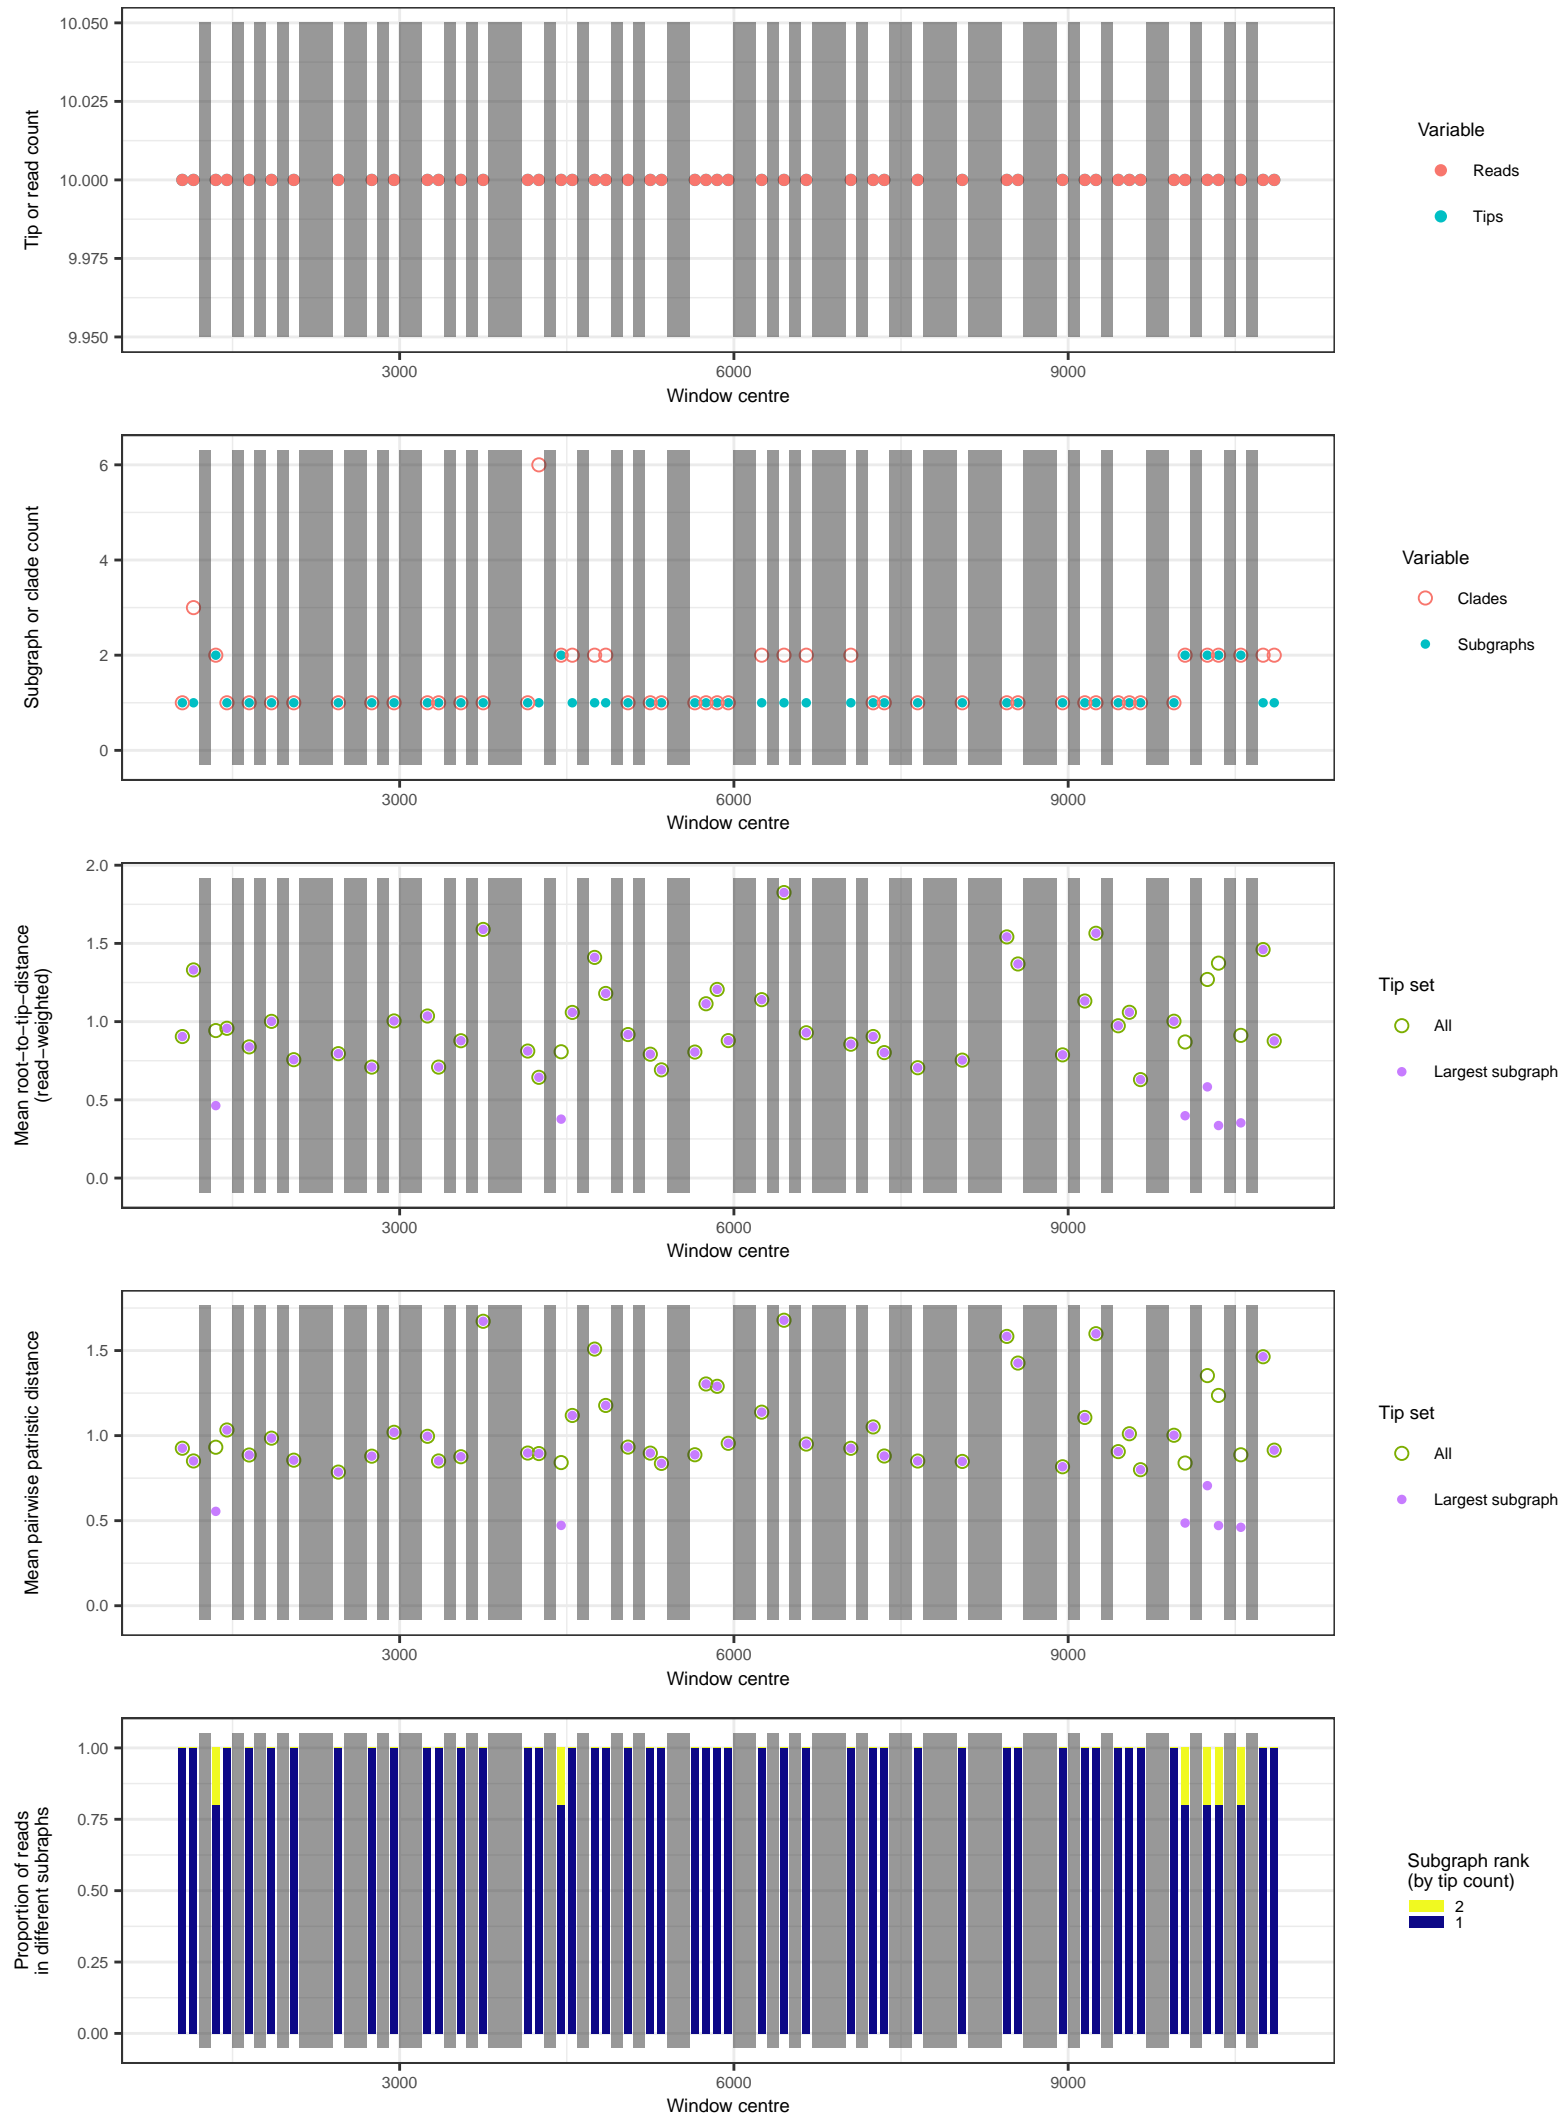 10.050
10.025
10.000
9.975
9.950
Tip or read count
3000
6000
9000
Window centre
Variable
Reads
Tips
6
4
2
0
Subgraph or clade count
3000
6000
9000
Window centre
Variable
Clades
Subgraphs
2.0
1.5
1.0
0.5
0.0
Mean root−to−tip−distance
(read−weighted)
3000
6000
9000
Window centre
Tip set
All
Largest subgraph
1.5
1.0
0.5
0.0
Mean pairwise patristic distance
3000
6000
9000
Window centre
Tip set
All
Largest subgraph
1.00
0.75
0.50
0.25
0.00
Proportion of reads
in different subraphs
3000
6000
9000
Window centre
Subgraph rank
(by tip count)
2
1